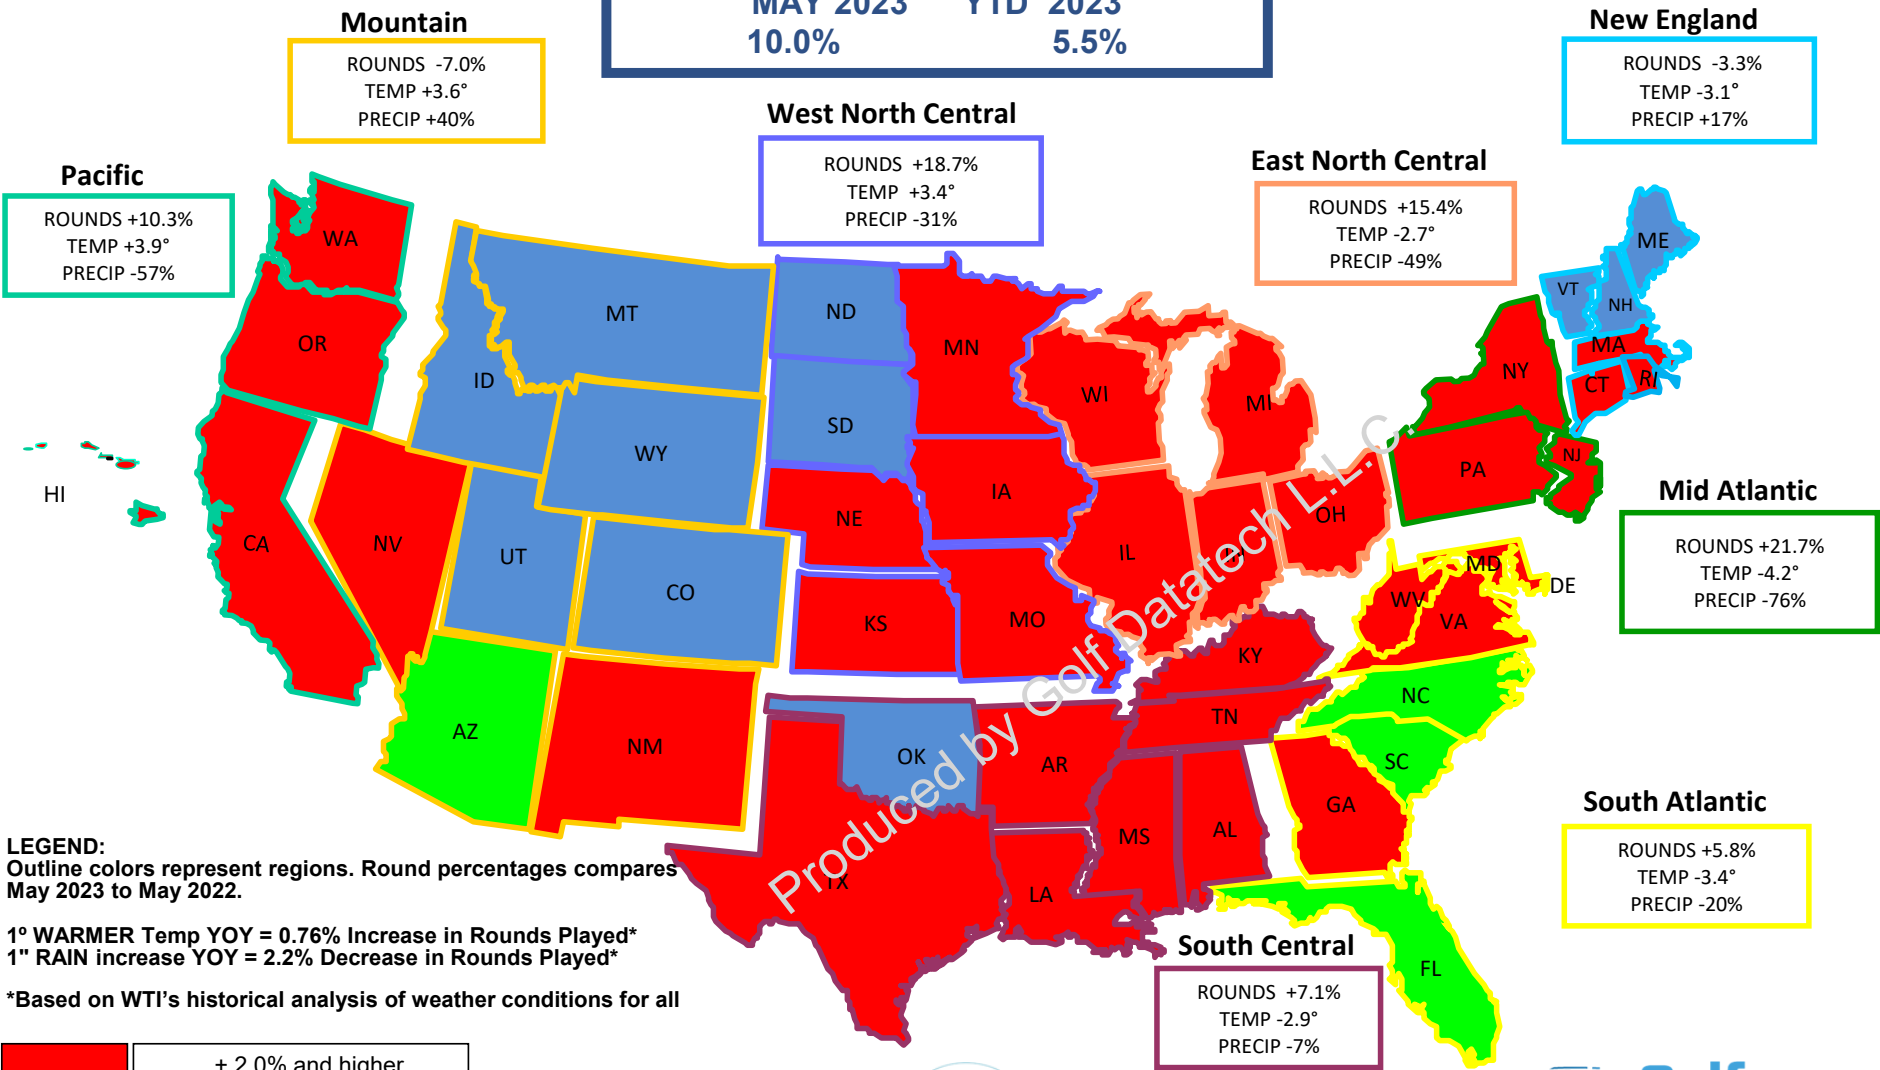 MAY 2023 YTD 2023
10.0% 5.5%
Mountain
ROUNDS -7.0%
TEMP +3.6°
PRECIP +40%
New England
ROUNDS -3.3%
TEMP -3.1°
PRECIP +17%
West North Central
ROUNDS +18.7%
TEMP +3.4°
PRECIP -31%
East North Central
ROUNDS +15.4%
TEMP -2.7°
PRECIP -49%
Pacific
ROUNDS +10.3%
TEMP +3.9°
PRECIP -57%
WA
OR
CA
HI
MT
ID
WY
NV
UT
CO
AZ
NM
ND
SD
NE
KS
MN
IA
MO
WI
MI
IL
IN
OH
ME
VT
NH
MA
CT
RI
NY
PA
NJ
MD
DE
WV
VA
NC
SC
GA
FL
KY
TN
AL
MS
AR
LA
OK
TX
Mid Atlantic
ROUNDS +21.7%
TEMP -4.2°
PRECIP -76%
South Atlantic
ROUNDS +5.8%
TEMP -3.4°
PRECIP -20%
South Central
ROUNDS +7.1%
TEMP -2.9°
PRECIP -7%
Produced by Golf Datatech L.L.C.
LEGEND:
Outline colors represent regions. Round percentages compares
May 2023 to May 2022.
1º WARMER Temp YOY = 0.76% Increase in Rounds Played*
1" RAIN increase YOY = 2.2% Decrease in Rounds Played*
*Based on WTI's historical analysis of weather conditions for all
+ 2.0% and higher
Golf